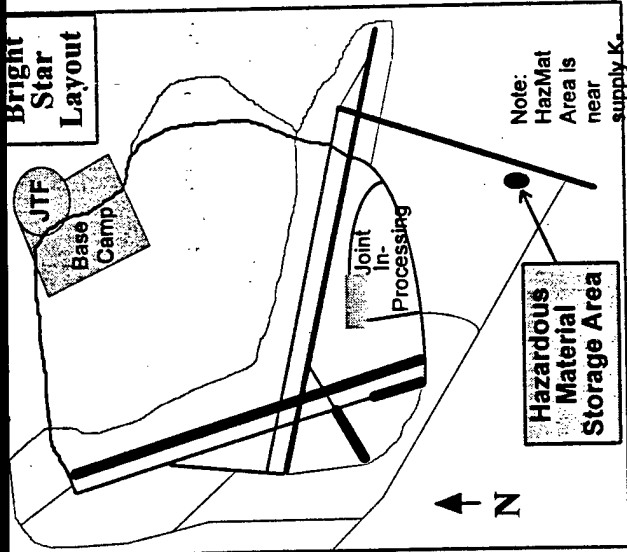 Bright
Star
Layout
JTF
Base
Camp
Joint
In-
Processing
Note:
HazMat
Area is
near
supply K.
Hazardous
Material
Storage Area
N